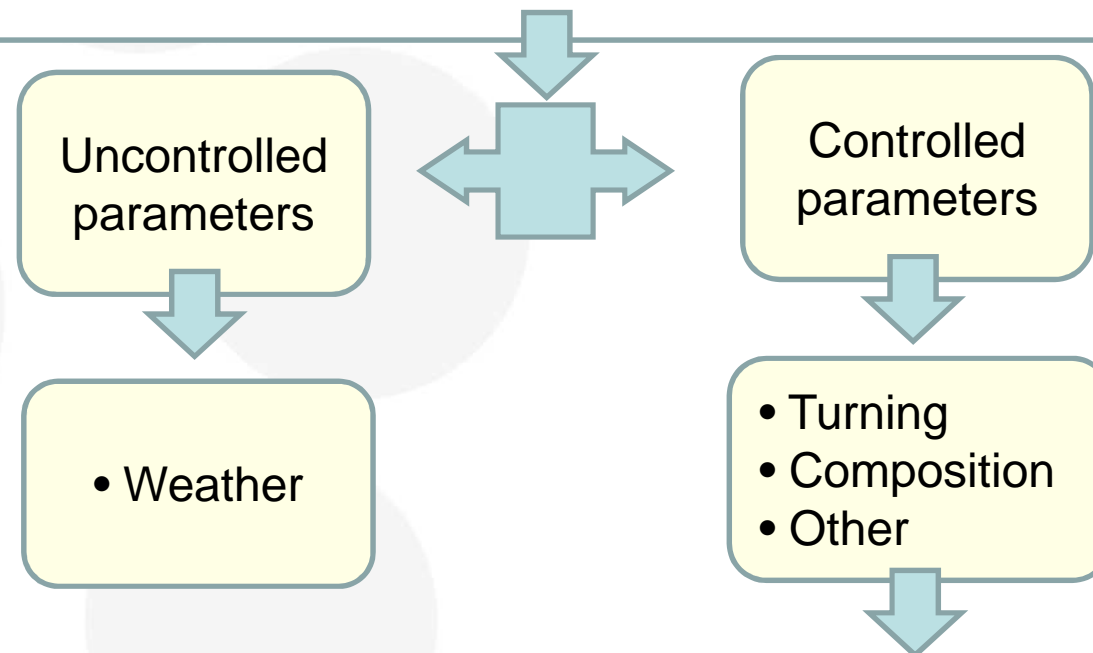 Uncontrolled
parameters
Controlled
parameters
• Weather
• Turning
• Composition
• Other